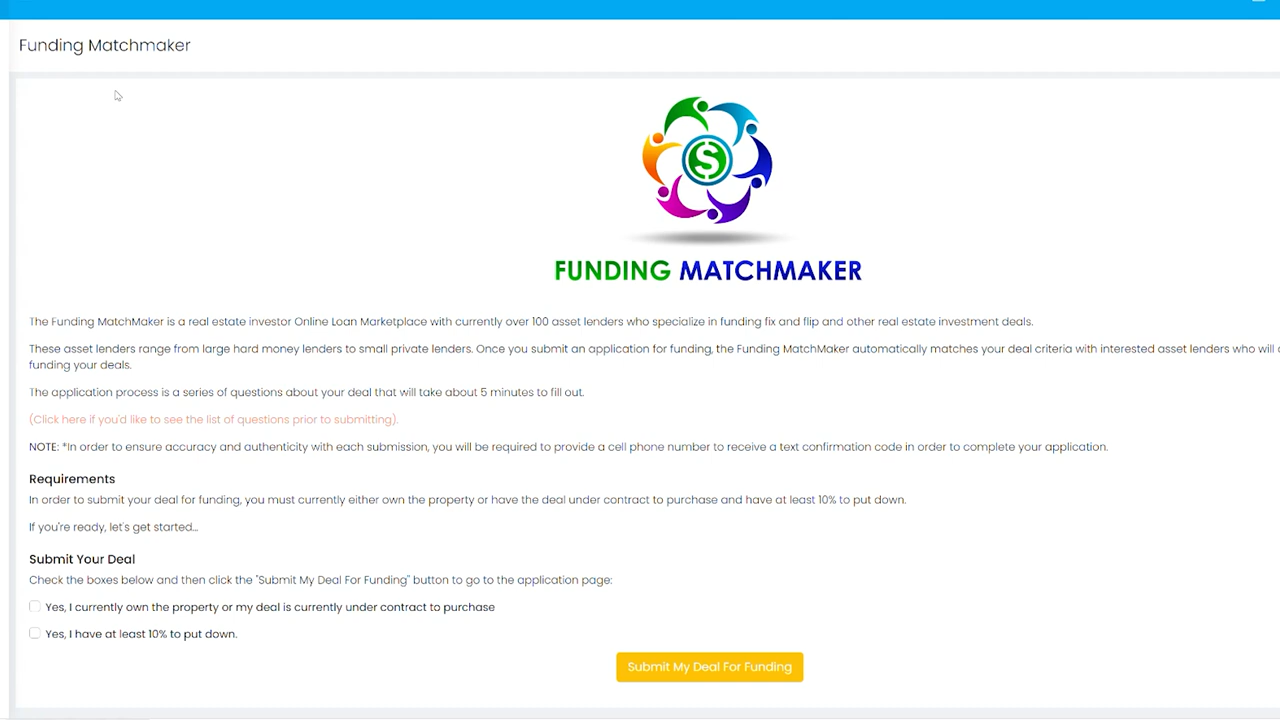 Funding Matchmaker
$
FUNDING MATCHMAKER
The Funding MatchMaker is a real estate investor Online Loan Marketplace with currently over 100 asset lenders who specialize in funding fix and flip and other real estate investment deals.
These asset lenders range from large hard money lenders to small private lenders. Once you submit an application for funding, the Funding MatchMaker automatically matches your deal criteria with interested asset lenders who will
funding your deals.
The application process is a series of questions about your deal that will take about 5 minutes to fill out.
(Click here if you'd like to see the list of questions prior to submitting).
NOTE: *In order to ensure accuracy and authenticity with each submission, you will be required to provide a cell phone number to receive a text confirmation code in order to complete your application.
Requirements
In order to submit your deal for funding, you must currently either own the property or have the deal under contract to purchase and have at least 10% to put down.
If you're ready, let's get started...
Submit Your Deal
Check the boxes below and then click the "Submit My Deal For Funding" button to go to the application page:
Yes, I currently own the property or my deal is currently under contract to purchase
Yes, I have at least 10% to put down.
Submit My Deal For Funding